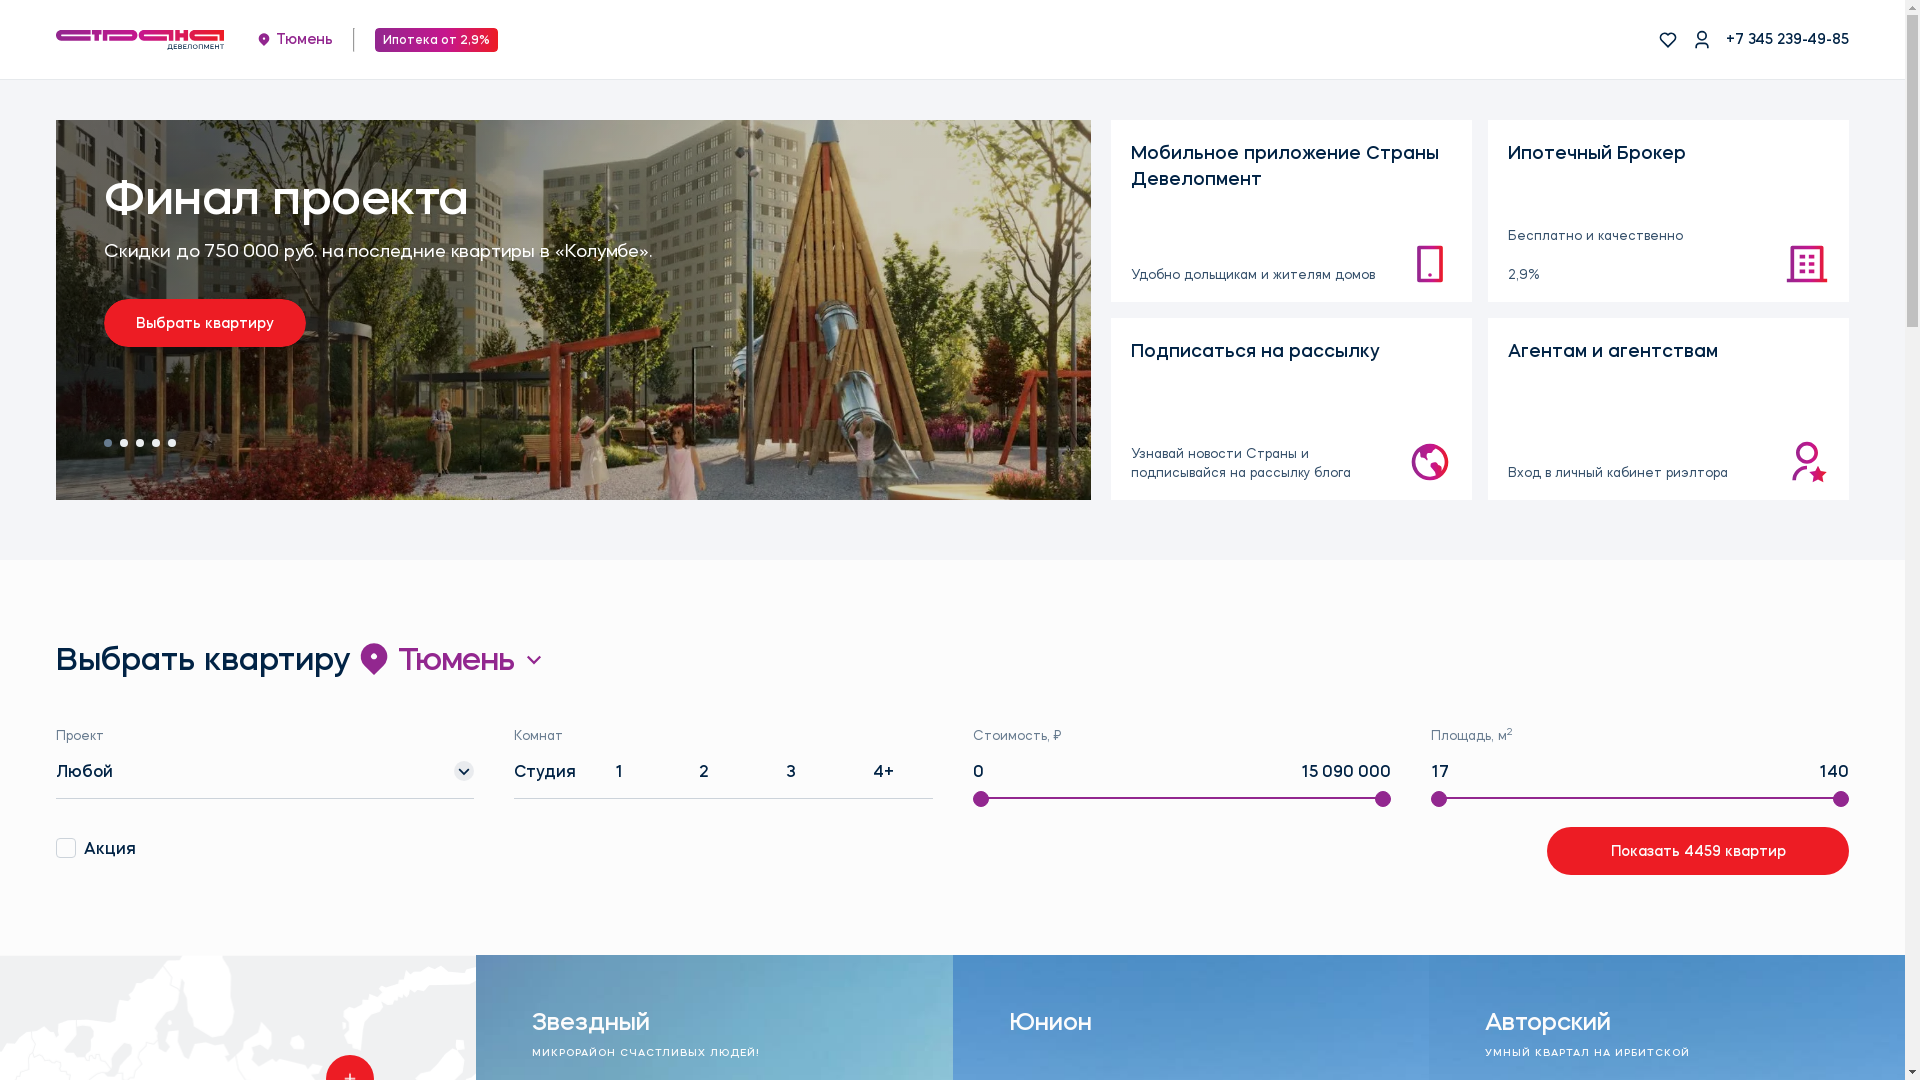 СТРАНА
ДЕВЕЛОПМЕНТ
Тюмень
Ипотека от 2,9%
+7 345 239-49-85
Финал проекта
Скидки до 750 000 руб. на последние квартиры в «Колумбе».
Выбрать квартиру
Мобильное приложение Страны
Девелопмент
Удобно дольщикам и жителям домов
Ипотечный Брокер
Бесплатно и качественно
2,9%
Подписаться на рассылку
Узнавай новости Страны и
подписывайся на рассылку блога
Агентам и агентствам
Вход в личный кабинет риэлтора
Выбрать квартиру Тюмень
Проект
Любой
Комнат
Студия 1 2 3 4+
Стоимость, ₽
0 15 090 000
Площадь, м²
17 140
Акция
Показать 4459 квартир
Звездный
МИКРОРАЙОН СЧАСТЛИВЫХ ЛЮДЕЙ!
Юнион
Авторский
УМНЫЙ КВАРТАЛ НА ИРБИТСКОЙ